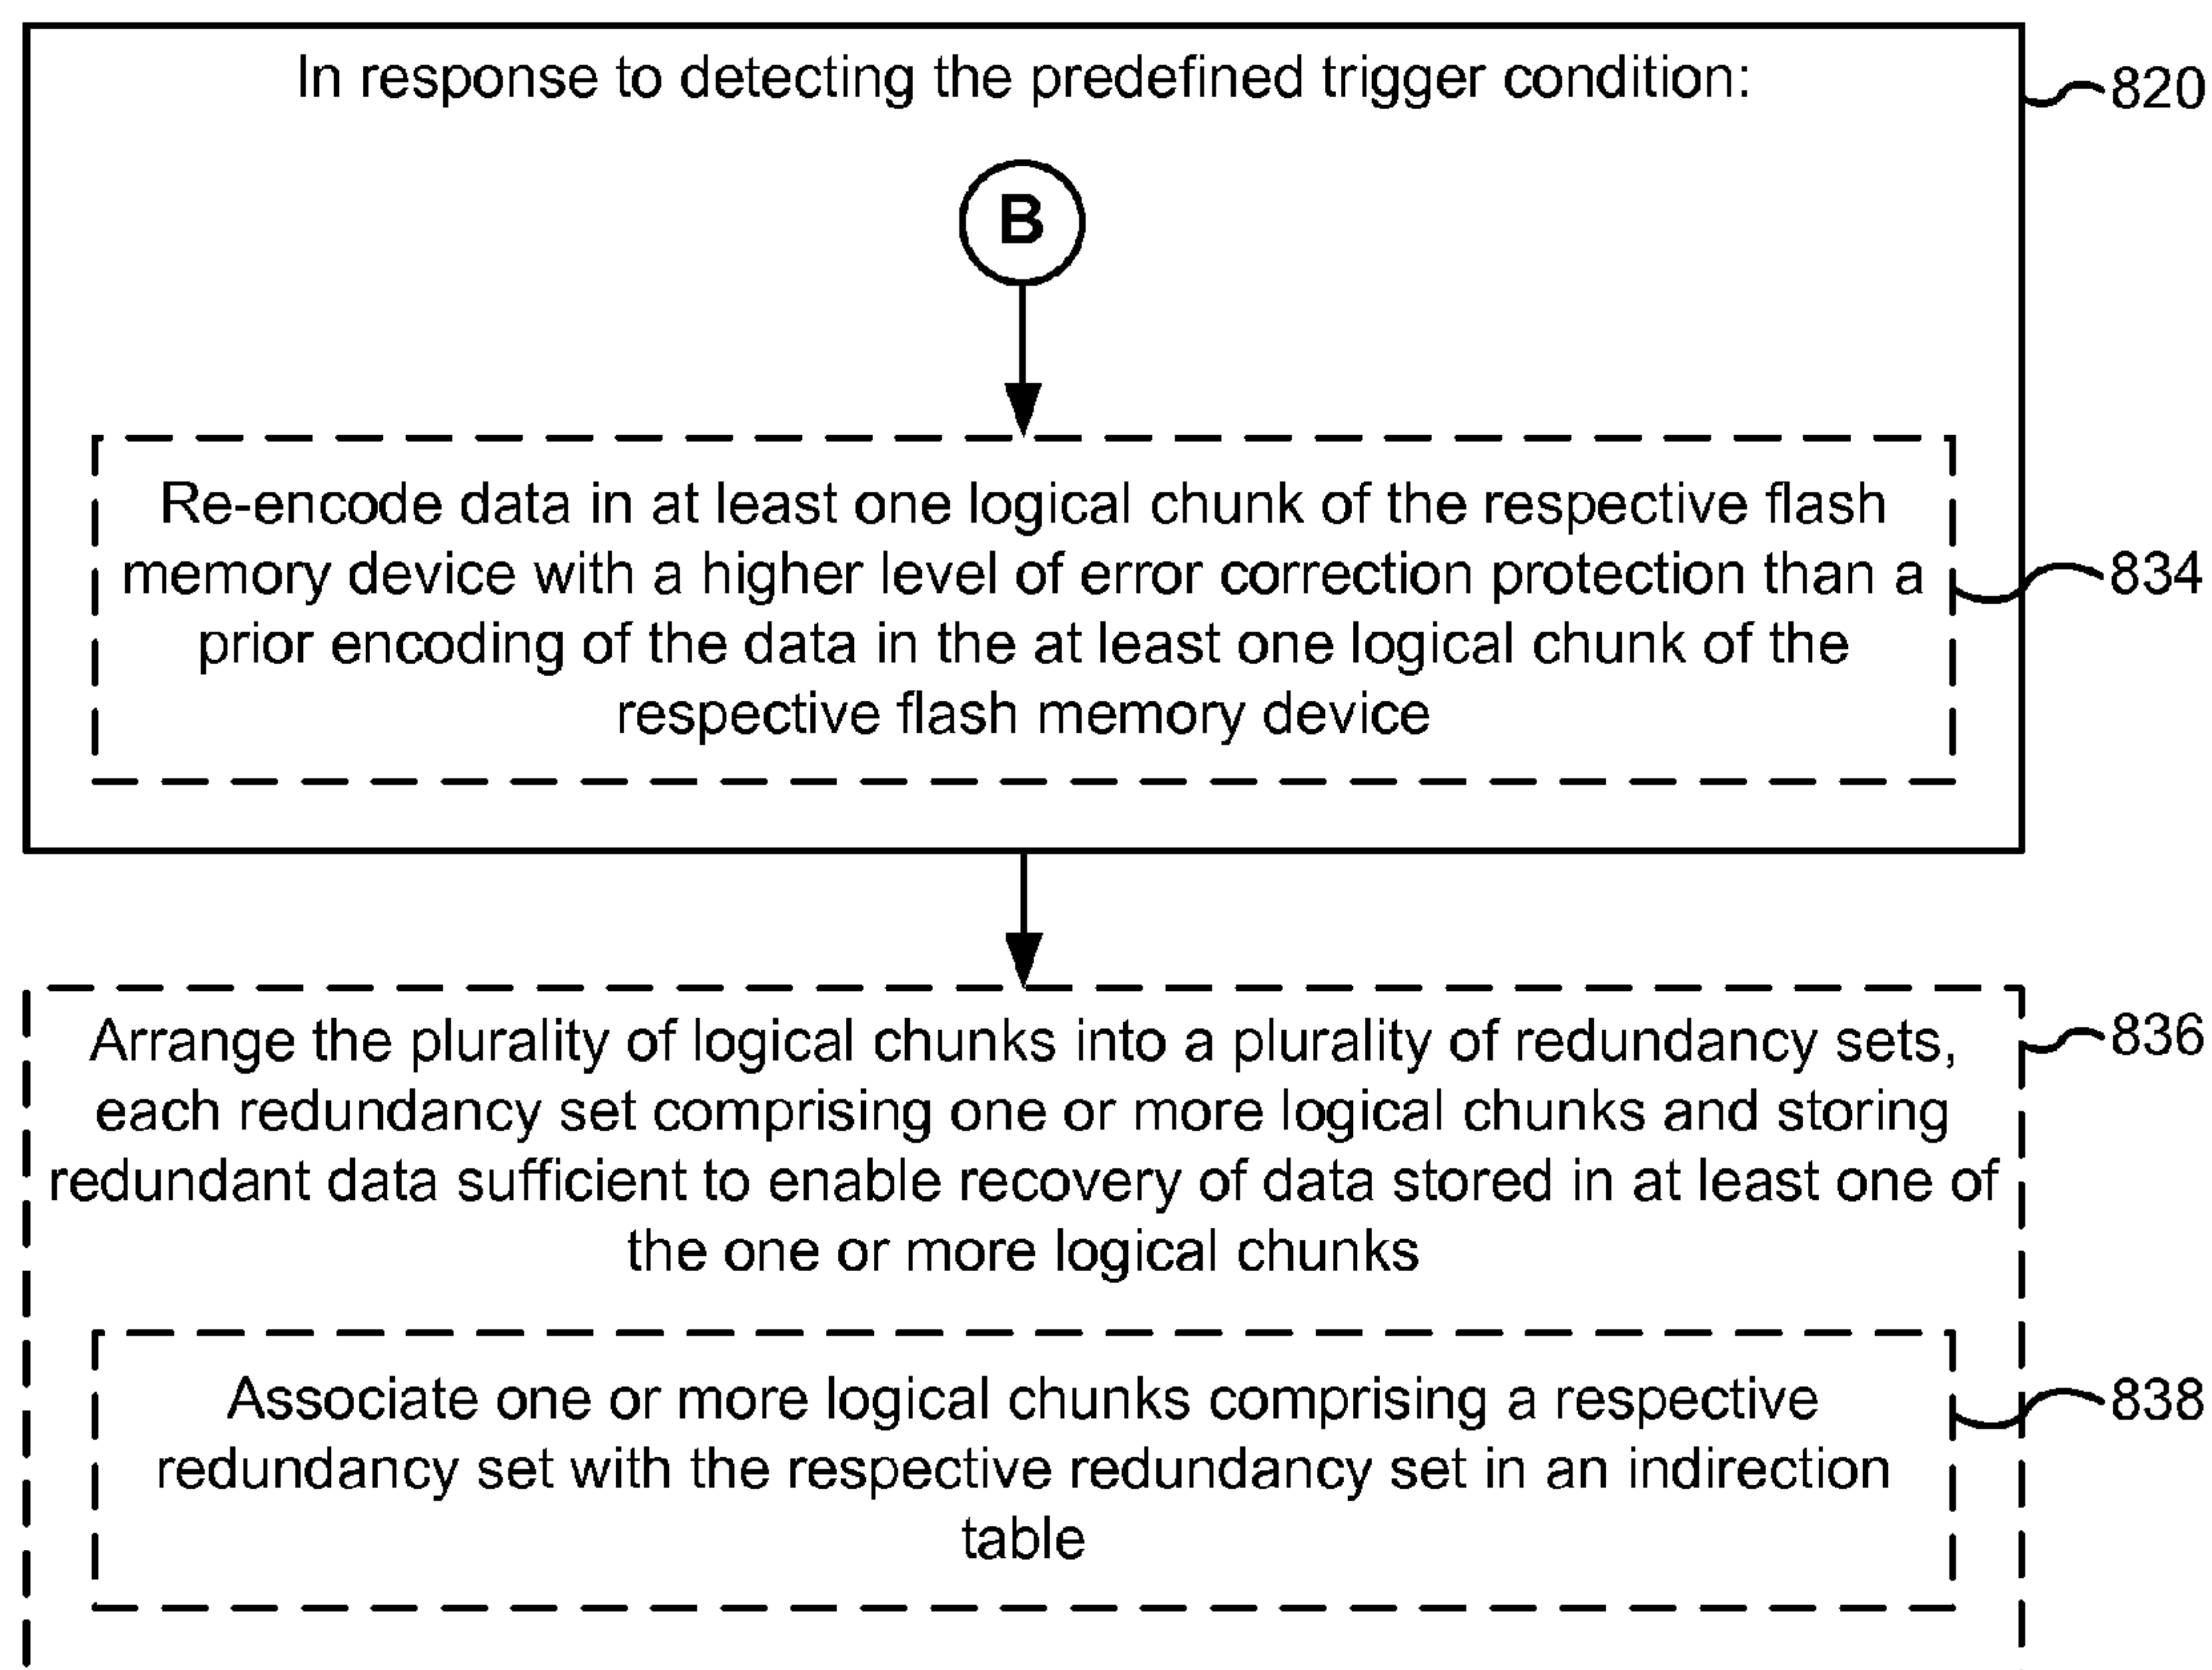 In response to detecting the predefined trigger condition:
820
B
Re-encode data in at least one logical chunk of the respective flash
memory device with a higher level of error correction protection than a
834
prior encoding of the data in the at least one logical chunk of the
respective flash memory device
Arrange the plurality of logical chunks into a plurality of redundancy sets,
836
each redundancy set comprising one or more logical chunks and storing
redundant data sufficient to enable recovery of data stored in at least one of
the one or more logical chunks
Associate one or more logical chunks comprising a respective
838
redundancy set with the respective redundancy set in an indirection
table